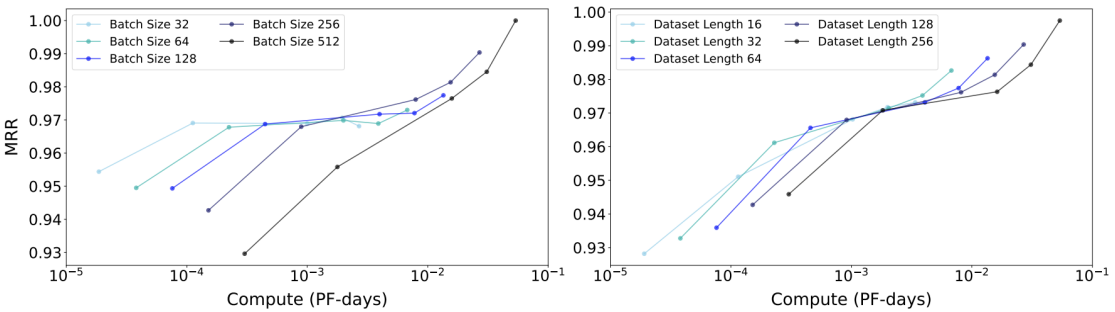 Batch Size 32
Batch Size 64
Batch Size 128
Batch Size 256
Batch Size 512
1.00
0.99
0.98
0.97
0.96
0.95
0.94
0.93
MRR
10⁻⁵
10⁻⁴
10⁻³
10⁻²
10⁻¹
Compute (PF-days)
Dataset Length 16
Dataset Length 32
Dataset Length 64
Dataset Length 128
Dataset Length 256
1.00
0.99
0.98
0.97
0.96
0.95
0.94
0.93
10⁻⁵
10⁻⁴
10⁻³
10⁻²
10⁻¹
Compute (PF-days)